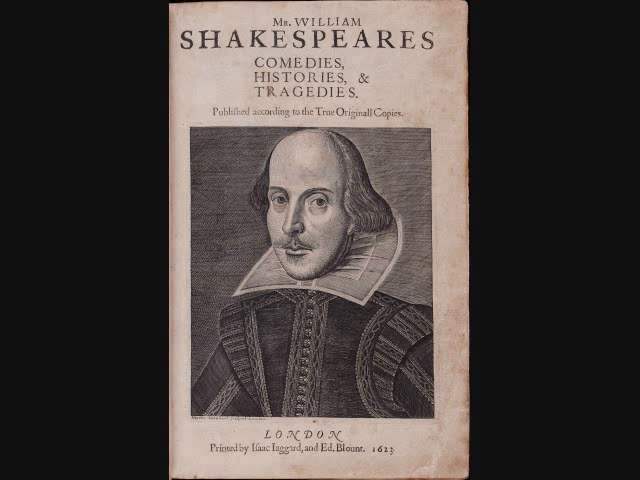 Mr. WILLIAM
SHAKESPEARES
COMEDIES,
HISTORIES, &
TRAGEDIES.
Published according to the True Originall Copies.
LONDON
Printed by Isaac Iaggard, and Ed. Blount. 1623